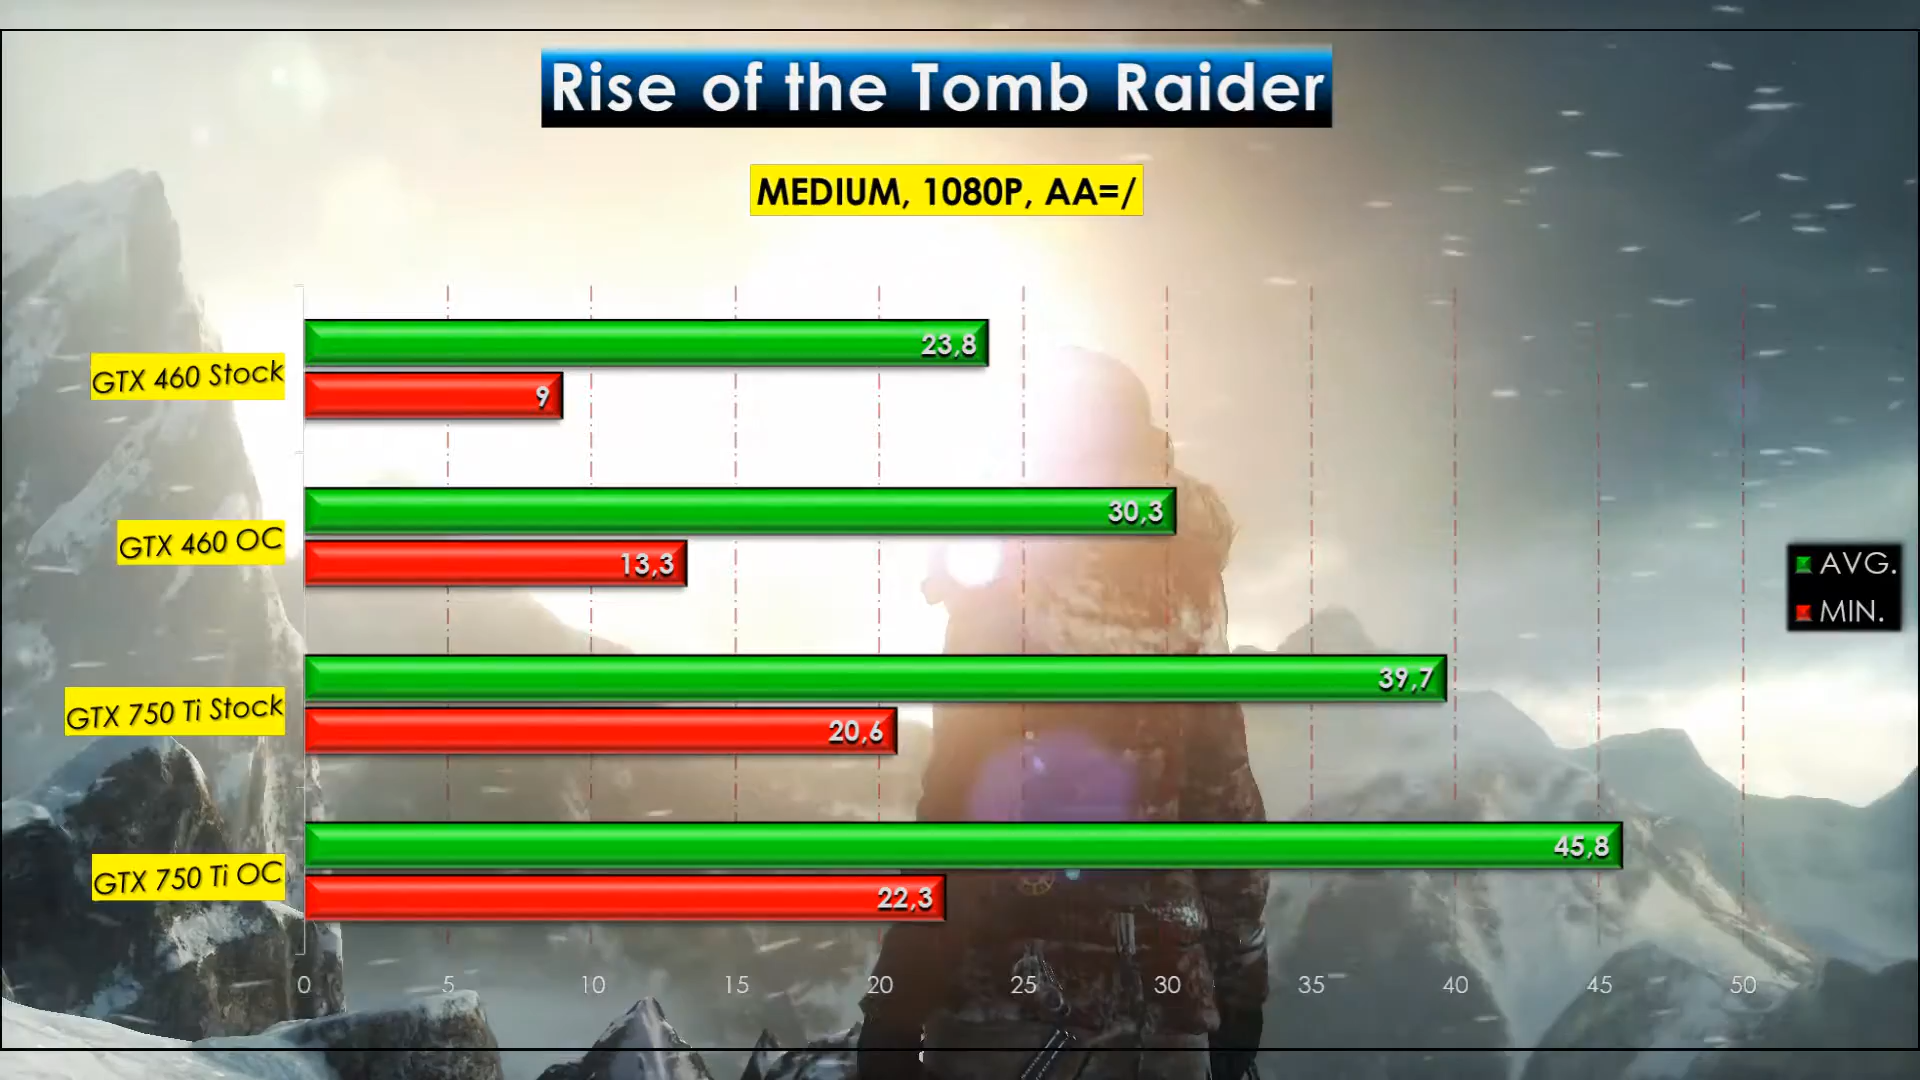 Rise of the Tomb Raider
MEDIUM, 1080P, AA=/
GTX 460 Stock
23,8
9
GTX 460 OC
30,3
13,3
GTX 750 Ti Stock
39,7
20,6
GTX 750 Ti OC
45,8
22,3
AVG.
MIN.
0 5 10 15 20 25 30 35 40 45 50